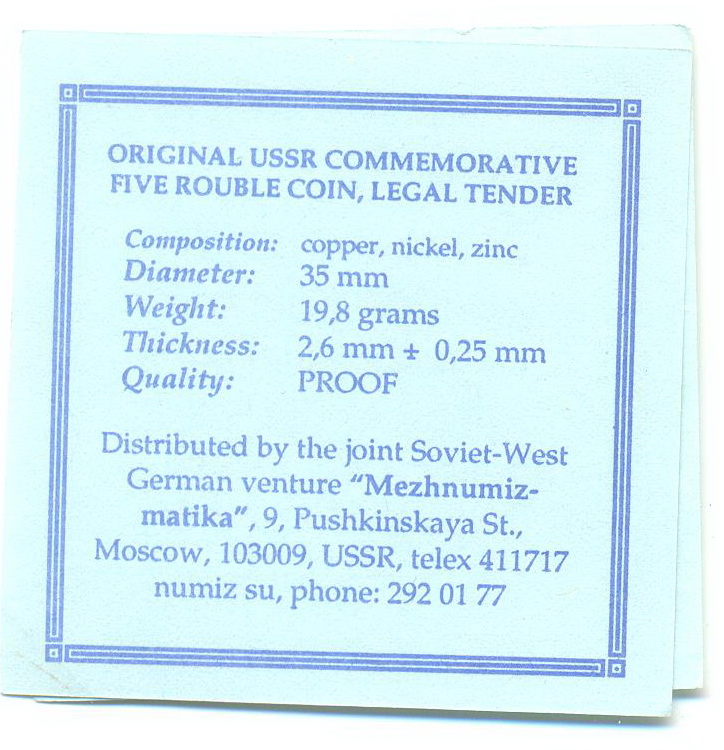 ORIGINAL USSR COMMEMORATIVE
FIVE ROUBLE COIN, LEGAL TENDER
Composition: copper, nickel, zinc
Diameter: 35 mm
Weight: 19,8 grams
Thickness: 2,6 mm ± 0,25 mm
Quality: PROOF
Distributed by the joint Soviet-West
German venture "Mezhnumiz-
matika", 9, Pushkinskaya St.,
Moscow, 103009, USSR, telex 411717
numiz su, phone: 292 01 77